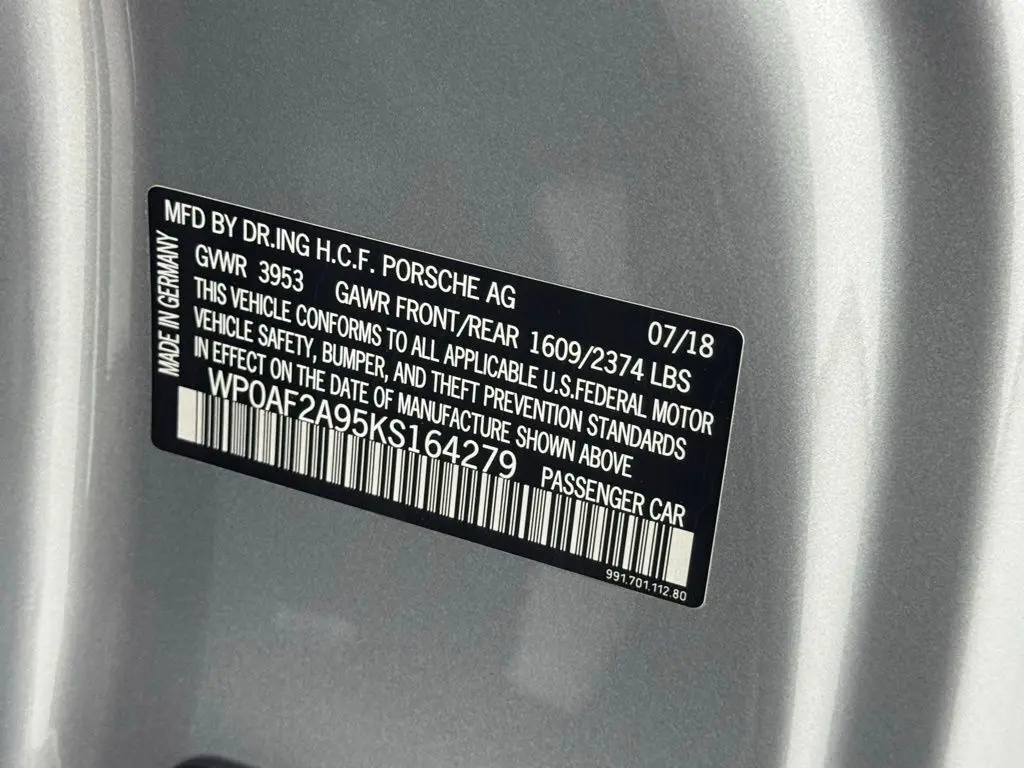 MFD BY DR.ING H.C.F. PORSCHE AG 07/18
GVWR 3953 GAWR FRONT/REAR 1609/2374 LBS
THIS VEHICLE CONFORMS TO ALL APPLICABLE U.S.FEDERAL MOTOR
VEHICLE SAFETY, BUMPER, AND THEFT PREVENTION STANDARDS
IN EFFECT ON THE DATE OF MANUFACTURE SHOWN ABOVE
WP0AF2A95KS164279 PASSENGER CAR
991.701.112.80
MADE IN GERMANY